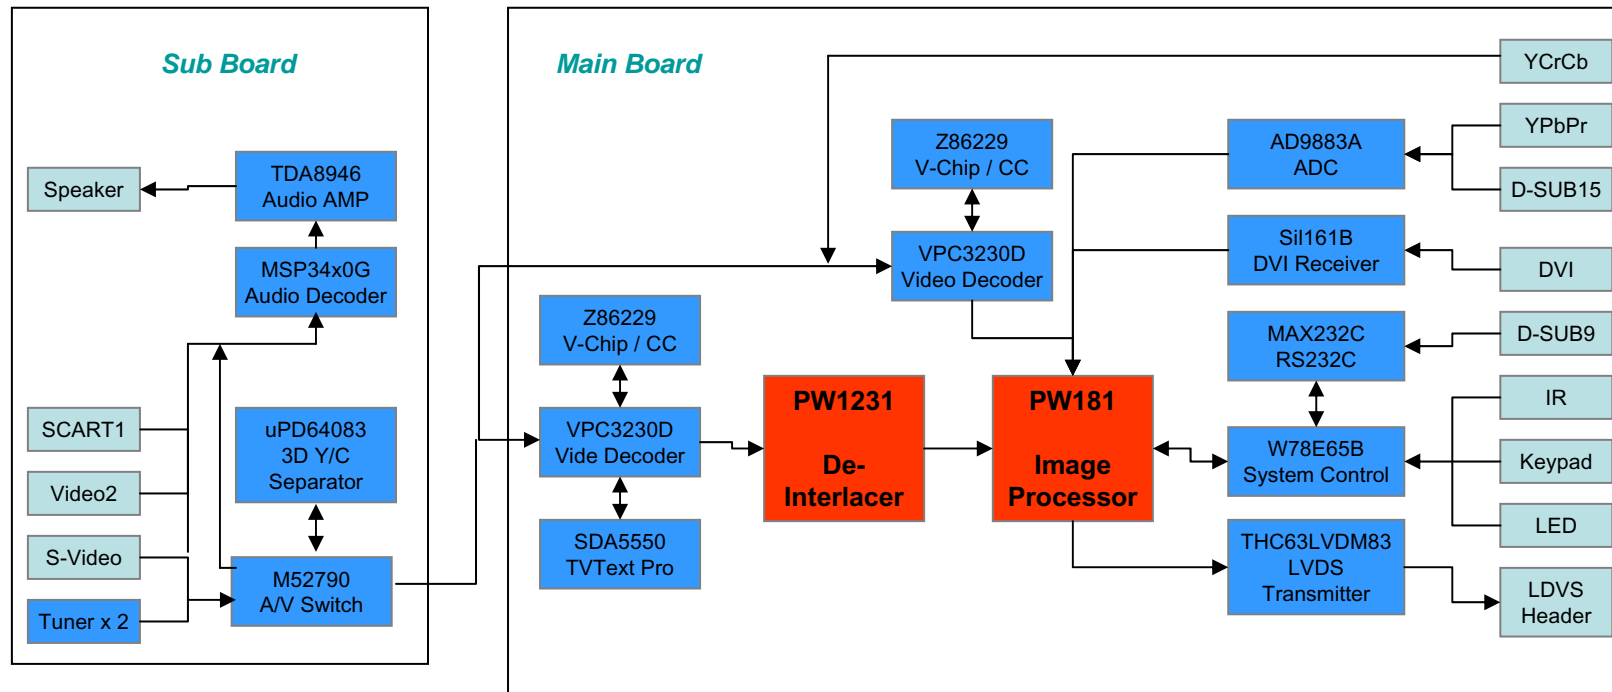 Sub Board
Speaker
TDA8946
Audio AMP
MSP34x0G
Audio Decoder
SCART1
Video2
S-Video
Tuner x 2
uPD64083
3D Y/C
Separator
M52790
A/V Switch
Main Board
Z86229
V-Chip / CC
VPC3230D
Video Decoder
Z86229
V-Chip / CC
VPC3230D
Vide Decoder
SDA5550
TVText Pro
PW1231
De-
Interlacer
PW181
Image
Processor
AD9883A
ADC
SiI161B
DVI Receiver
MAX232C
RS232C
W78E65B
System Control
THC63LVDM83
LVDS
Transmitter
YCrCb
YPbPr
D-SUB15
DVI
D-SUB9
IR
Keypad
LED
LDVS
Header